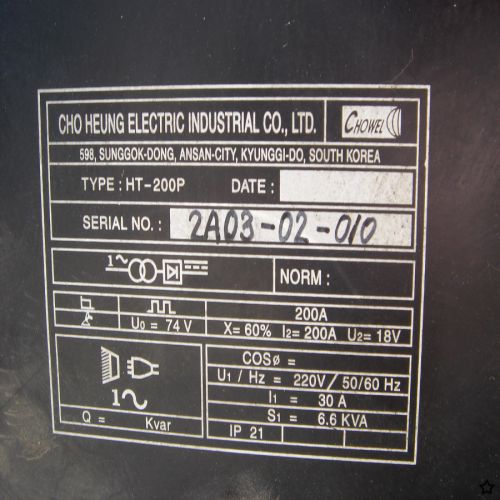 CHO HEUNG ELECTRIC INDUSTRIAL CO., LTD. CHOWEL
598, SUNGGOK-DONG, ANSAN-CITY, KYUNGGI-DO, SOUTH KOREA
TYPE : HT-200P DATE :
SERIAL NO. : 2A03-02-010
1~ NORM :
200A
U0 = 74V X= 60% I2= 200A U2= 18V
COSø =
U1 / Hz = 220V/ 50/60 Hz
1~ I1 = 30 A
S1 = 6.6 KVA
Q = Kvar IP 21